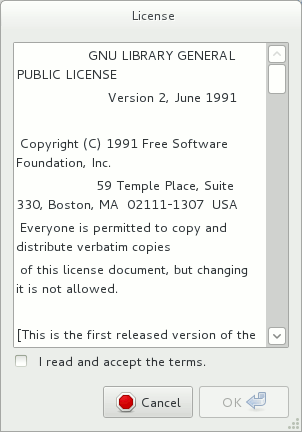 License
GNU LIBRARY GENERAL
PUBLIC LICENSE
Version 2, June 1991
Copyright (C) 1991 Free Software
Foundation, Inc.
59 Temple Place, Suite
330, Boston, MA  02111-1307  USA
Everyone is permitted to copy and
distribute verbatim copies
of this license document, but changing
it is not allowed.
[This is the first released version of the
I read and accept the terms.
Cancel
OK